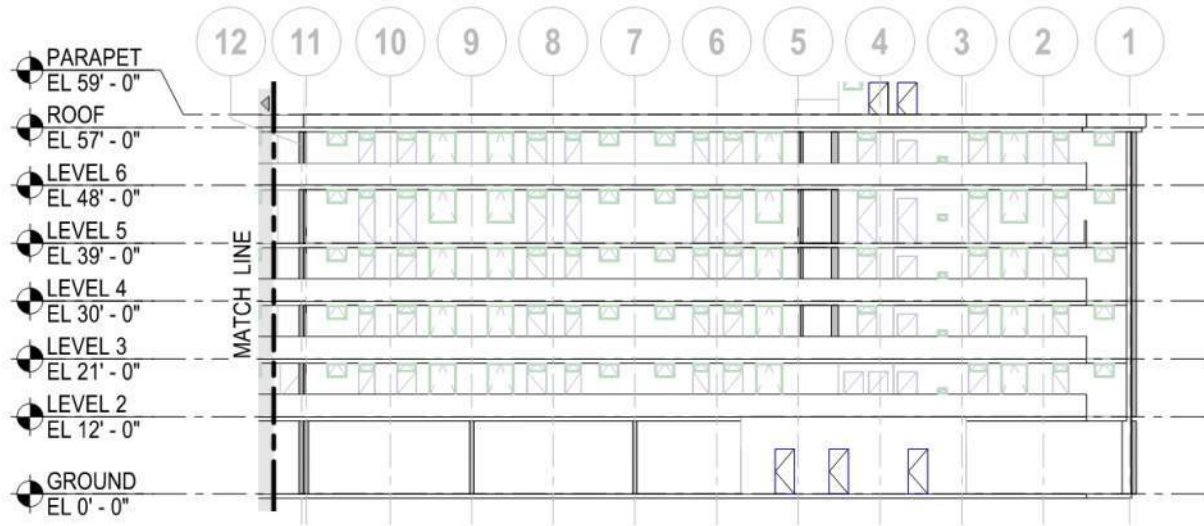 12 11 10 9 8 7 6 5 4 3 2 1
PARAPET
EL 59' - 0"
ROOF
EL 57' - 0"
LEVEL 6
EL 48' - 0"
LEVEL 5
EL 39' - 0"
LEVEL 4
EL 30' - 0"
LEVEL 3
EL 21' - 0"
LEVEL 2
EL 12' - 0"
GROUND
EL 0' - 0"
MATCH LINE